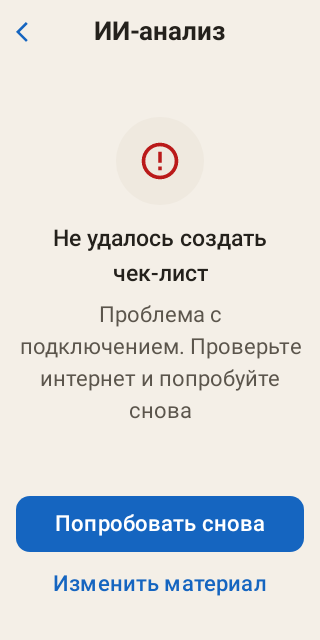 ИИ-анализ
Не удалось создать
чек-лист
Проблема с
подключением. Проверьте
интернет и попробуйте
снова
Попробовать снова
Изменить материал